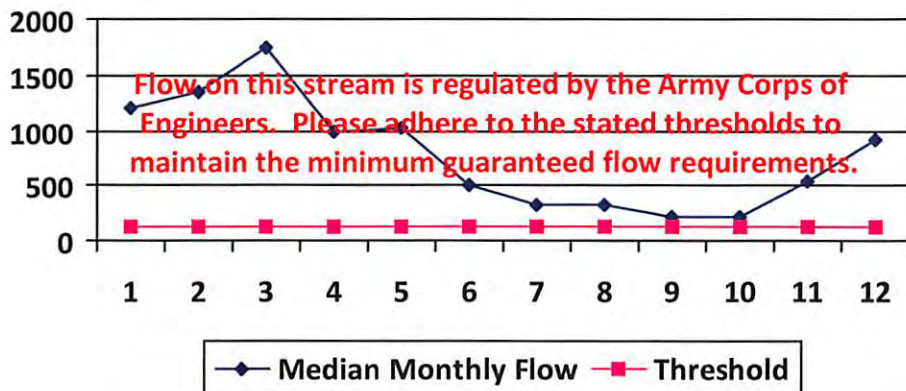 2000
1500
1000
500
0
Flow on this stream is regulated by the Army Corps of
Engineers. Please adhere to the stated thresholds to
maintain the minimum guaranteed flow requirements.
1 2 3 4 5 6 7 8 9 10 11 12
Median Monthly Flow Threshold